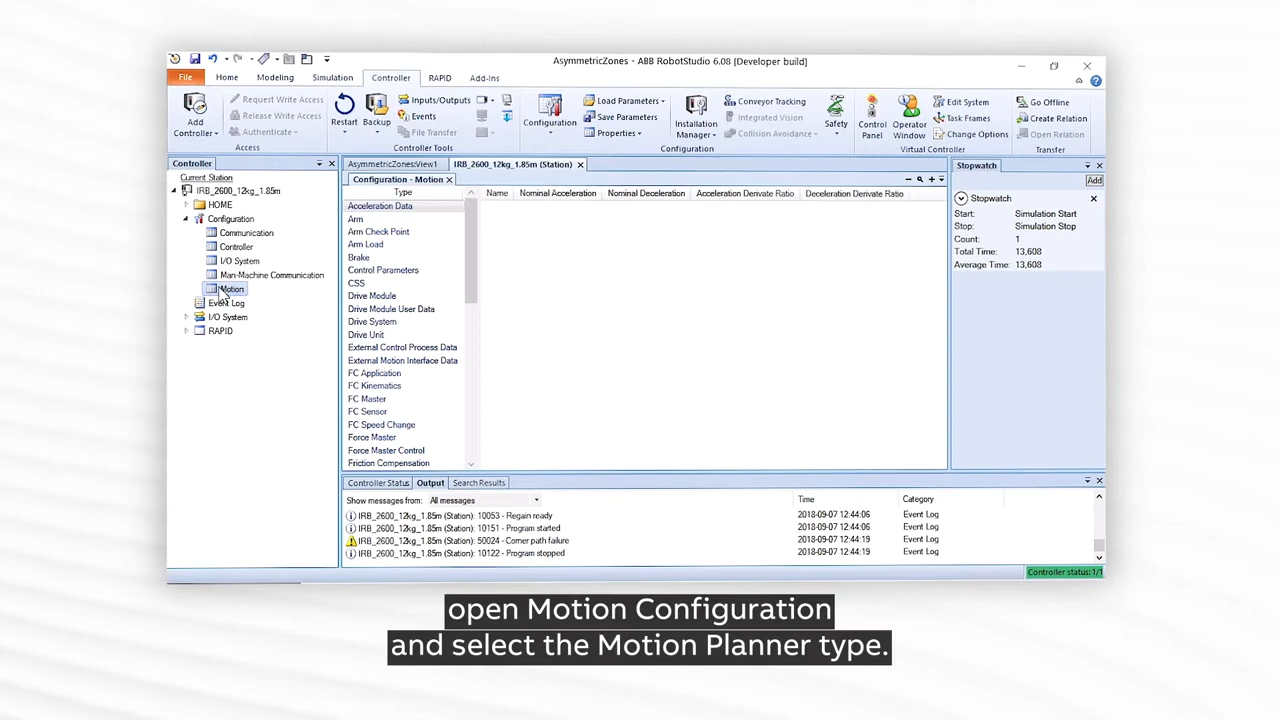 AsymmetricZones - ABB RobotStudio 6.08 [Developer build]
File Home Modeling Simulation Controller RAPID Add-Ins
Add Controller
Request Write Access
Release Write Access
Authenticate
Access
Restart
Backup
Inputs/Outputs
Events
File Transfer
Controller Tools
Configuration
Load Parameters
Save Parameters
Properties
Installation Manager
Conveyor Tracking
Integrated Vision
Collision Avoidance
Safety
Configuration
Control Panel
Operator Window
Edit System
Task Frames
Change Options
Virtual Controller
Go Offline
Create Relation
Open Relation
Transfer
Controller
Current Station
IRB_2600_12kg_1.85m
HOME
Configuration
Communication
Controller
I/O System
Man-Machine Communication
Motion
Event Log
I/O System
RAPID
AsymmetricZones:View1 IRB_2600_12kg_1.85m (Station)
Configuration - Motion
Type
Acceleration Data
Arm
Arm Check Point
Arm Load
Brake
Control Parameters
CSS
Drive Module
Drive Module User Data
Drive System
Drive Unit
External Control Process Data
External Motion Interface Data
FC Application
FC Kinematics
FC Master
FC Sensor
FC Speed Change
Force Master
Force Master Control
Friction Compensation
Name Nominal Acceleration Nominal Deceleration Acceleration Derivate Ratio Deceleration Derivate Ratio
Stopwatch
Add
Stopwatch
Start: Simulation Start
Stop: Simulation Stop
Count: 1
Total Time: 13,608
Average Time: 13,608
Controller Status Output Search Results
Show messages from: All messages Time Category
IRB_2600_12kg_1.85m (Station): 10053 - Regain ready 2018-09-07 12:44:06 Event Log
IRB_2600_12kg_1.85m (Station): 10151 - Program started 2018-09-07 12:44:06 Event Log
IRB_2600_12kg_1.85m (Station): 50024 - Corner path failure 2018-09-07 12:44:19 Event Log
IRB_2600_12kg_1.85m (Station): 10122 - Program stopped 2018-09-07 12:44:19 Event Log
Controller status: 1/1
open Motion Configuration
and select the Motion Planner type.